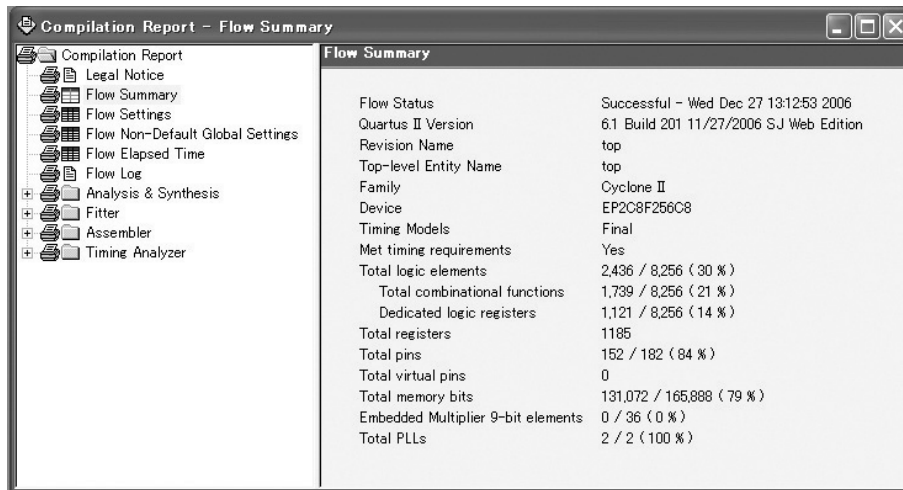 Compilation Report - Flow Summary
Compilation Report
Legal Notice
Flow Summary
Flow Settings
Flow Non-Default Global Settings
Flow Elapsed Time
Flow Log
Analysis & Synthesis
Fitter
Assembler
Timing Analyzer
Flow Summary
Flow Status Successful - Wed Dec 27 13:12:53 2006
Quartus II Version 6.1 Build 201 11/27/2006 SJ Web Edition
Revision Name top
Top-level Entity Name top
Family Cyclone II
Device EP2C8F256C8
Timing Models Final
Met timing requirements Yes
Total logic elements 2,436 / 8,256 ( 30 % )
Total combinational functions 1,739 / 8,256 ( 21 % )
Dedicated logic registers 1,121 / 8,256 ( 14 % )
Total registers 1185
Total pins 152 / 182 ( 84 % )
Total virtual pins 0
Total memory bits 131,072 / 165,888 ( 79 % )
Embedded Multiplier 9-bit elements 0 / 36 ( 0 % )
Total PLLs 2 / 2 ( 100 % )